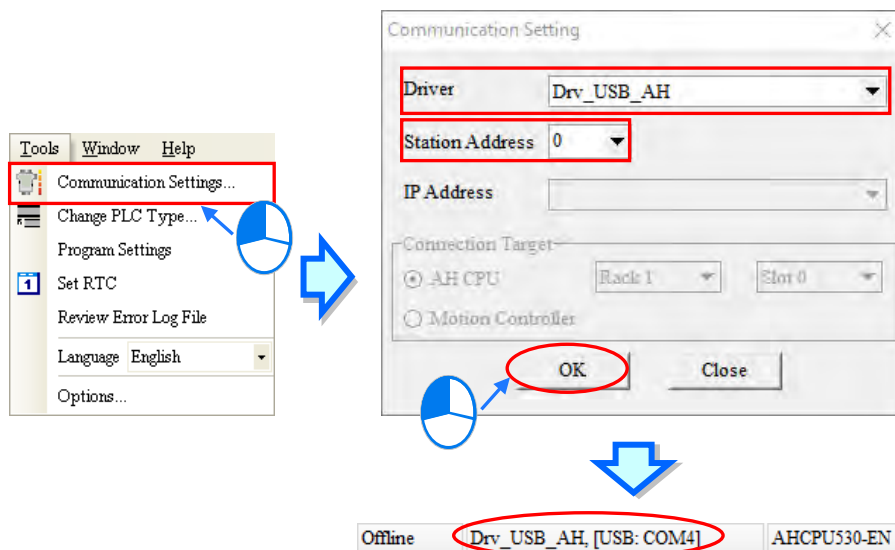 Tools Window Help
Communication Settings...
Change PLC Type...
Program Settings
1 Set RTC
Review Error Log File
Language English
Options...
Communication Setting
Driver Drv_USB_AH
Station Address 0
IP Address
Connection Target
AH CPU Rack 1 Slot 0
Motion Controller
OK Close
Offline Drv_USB_AH, [USB: COM4] AHCPU530-EN